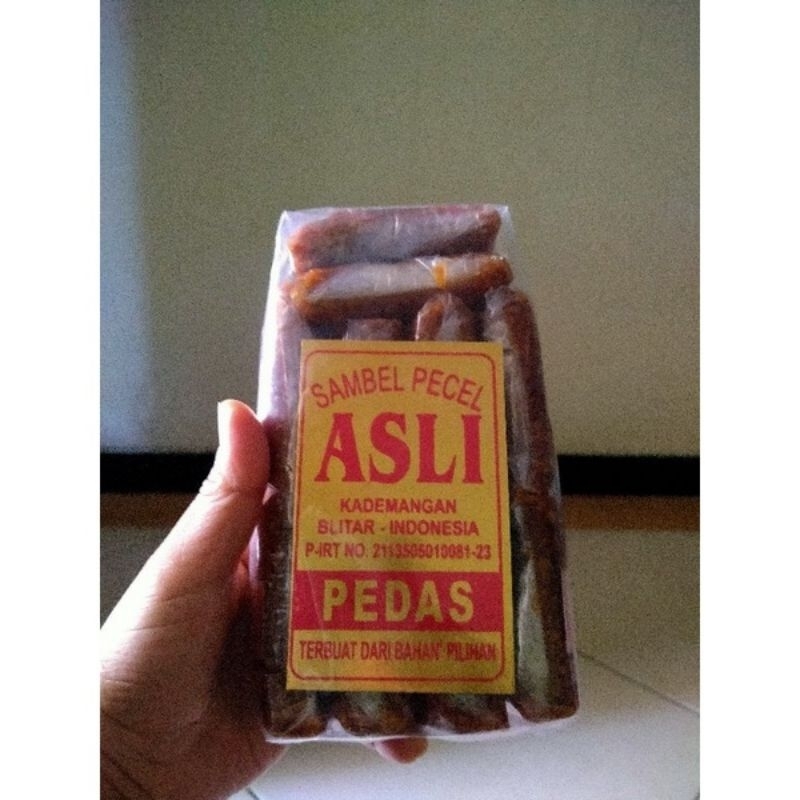 SAMBEL PECEL
ASLI
KADEMANGAN
BLITAR - INDONESIA
P-IRT NO. 2113505010081-23
PEDAS
TERBUAT DARI BAHAN' PILIHAN